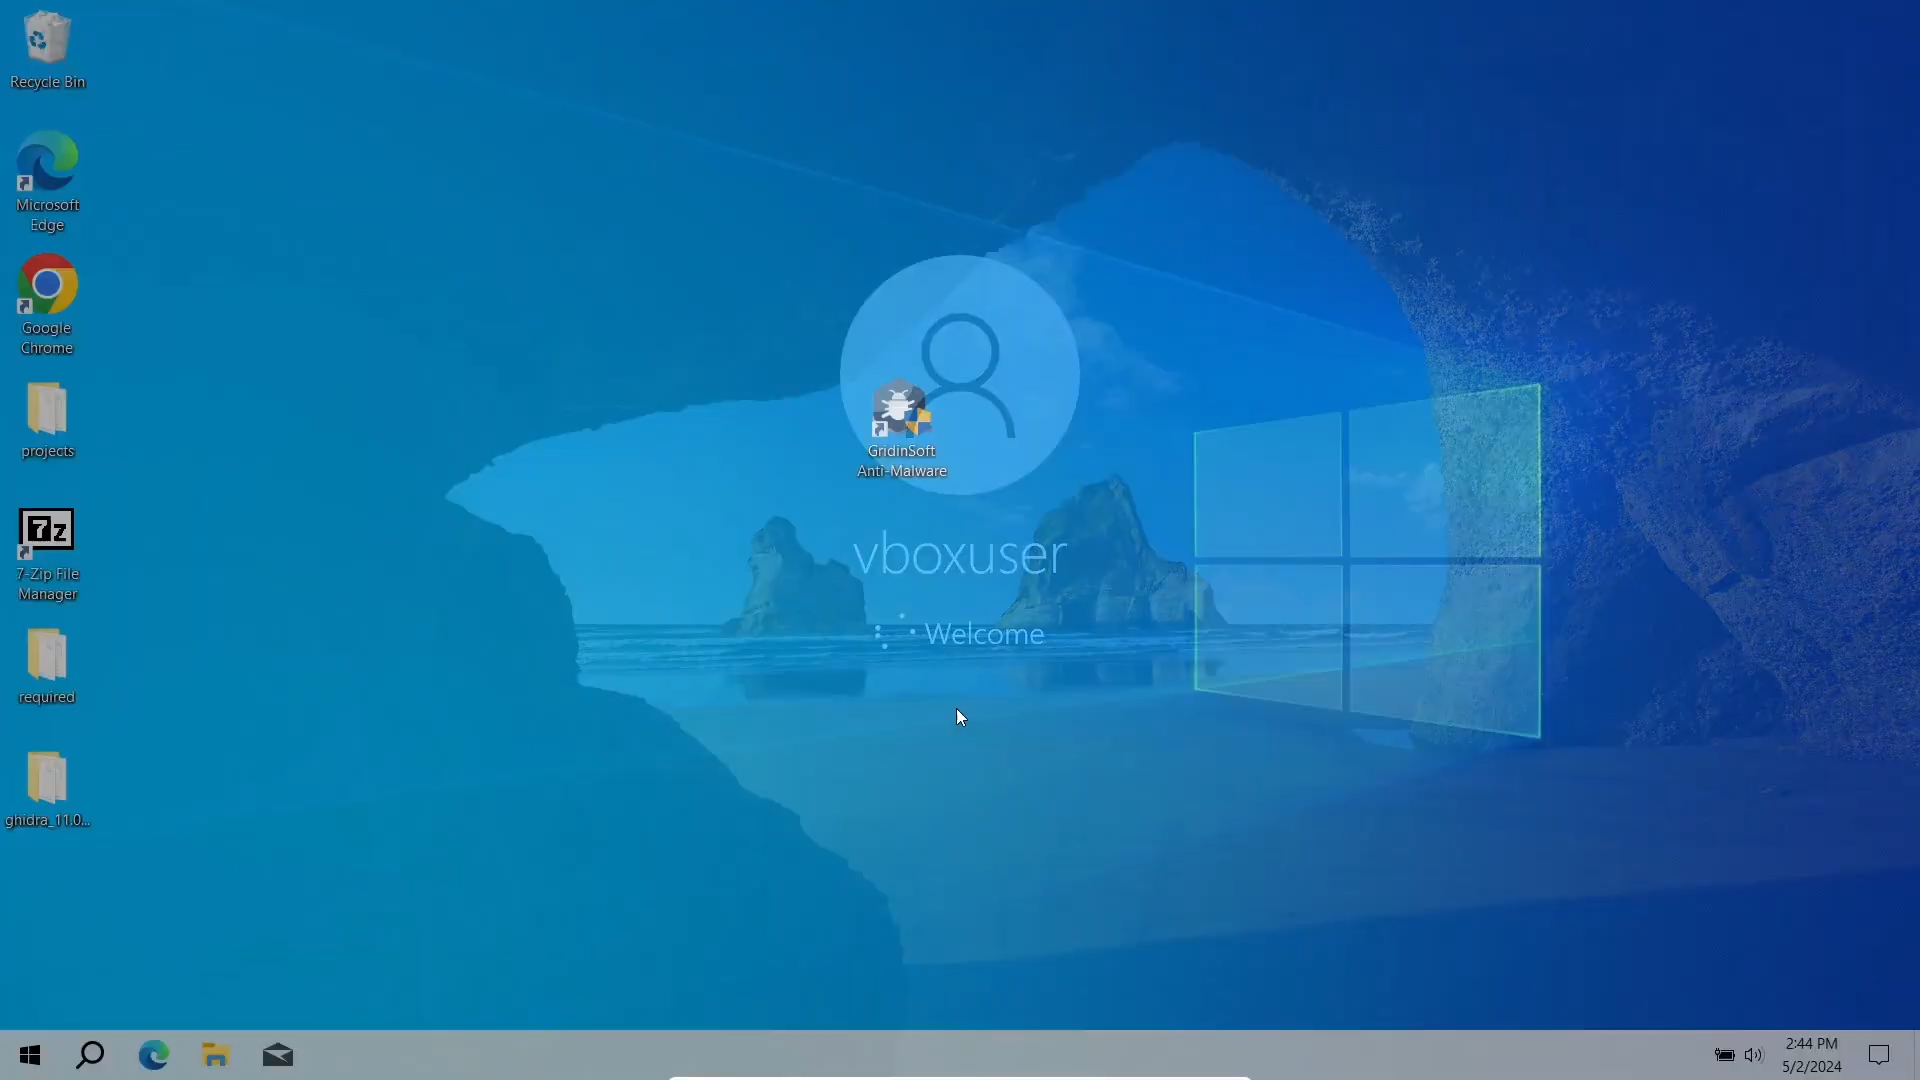 Recycle Bin
Microsoft
Edge
Google
Chrome
projects
7z
7-Zip File
Manager
required
ghidra_11.0...
GridinSoft
Anti-Malware
vboxuser
Welcome
2:44 PM
5/2/2024